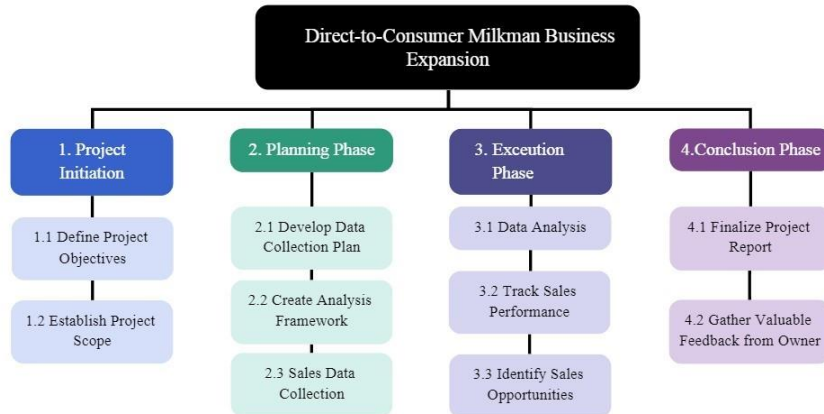 Direct-to-Consumer Milkman Business
Expansion
1. Project
Initiation
2. Planning Phase
3. Exceution
Phase
4.Conclusion Phase
1.1 Define Project
Objectives
1.2 Establish Project
Scope
2.1 Develop Data
Collection Plan
2.2 Create Analysis
Framework
2.3 Sales Data
Collection
3.1 Data Analysis
3.2 Track Sales
Performance
3.3 Identify Sales
Opportunities
4.1 Finalize Project
Report
4.2 Gather Valuable
Feedback from Owner